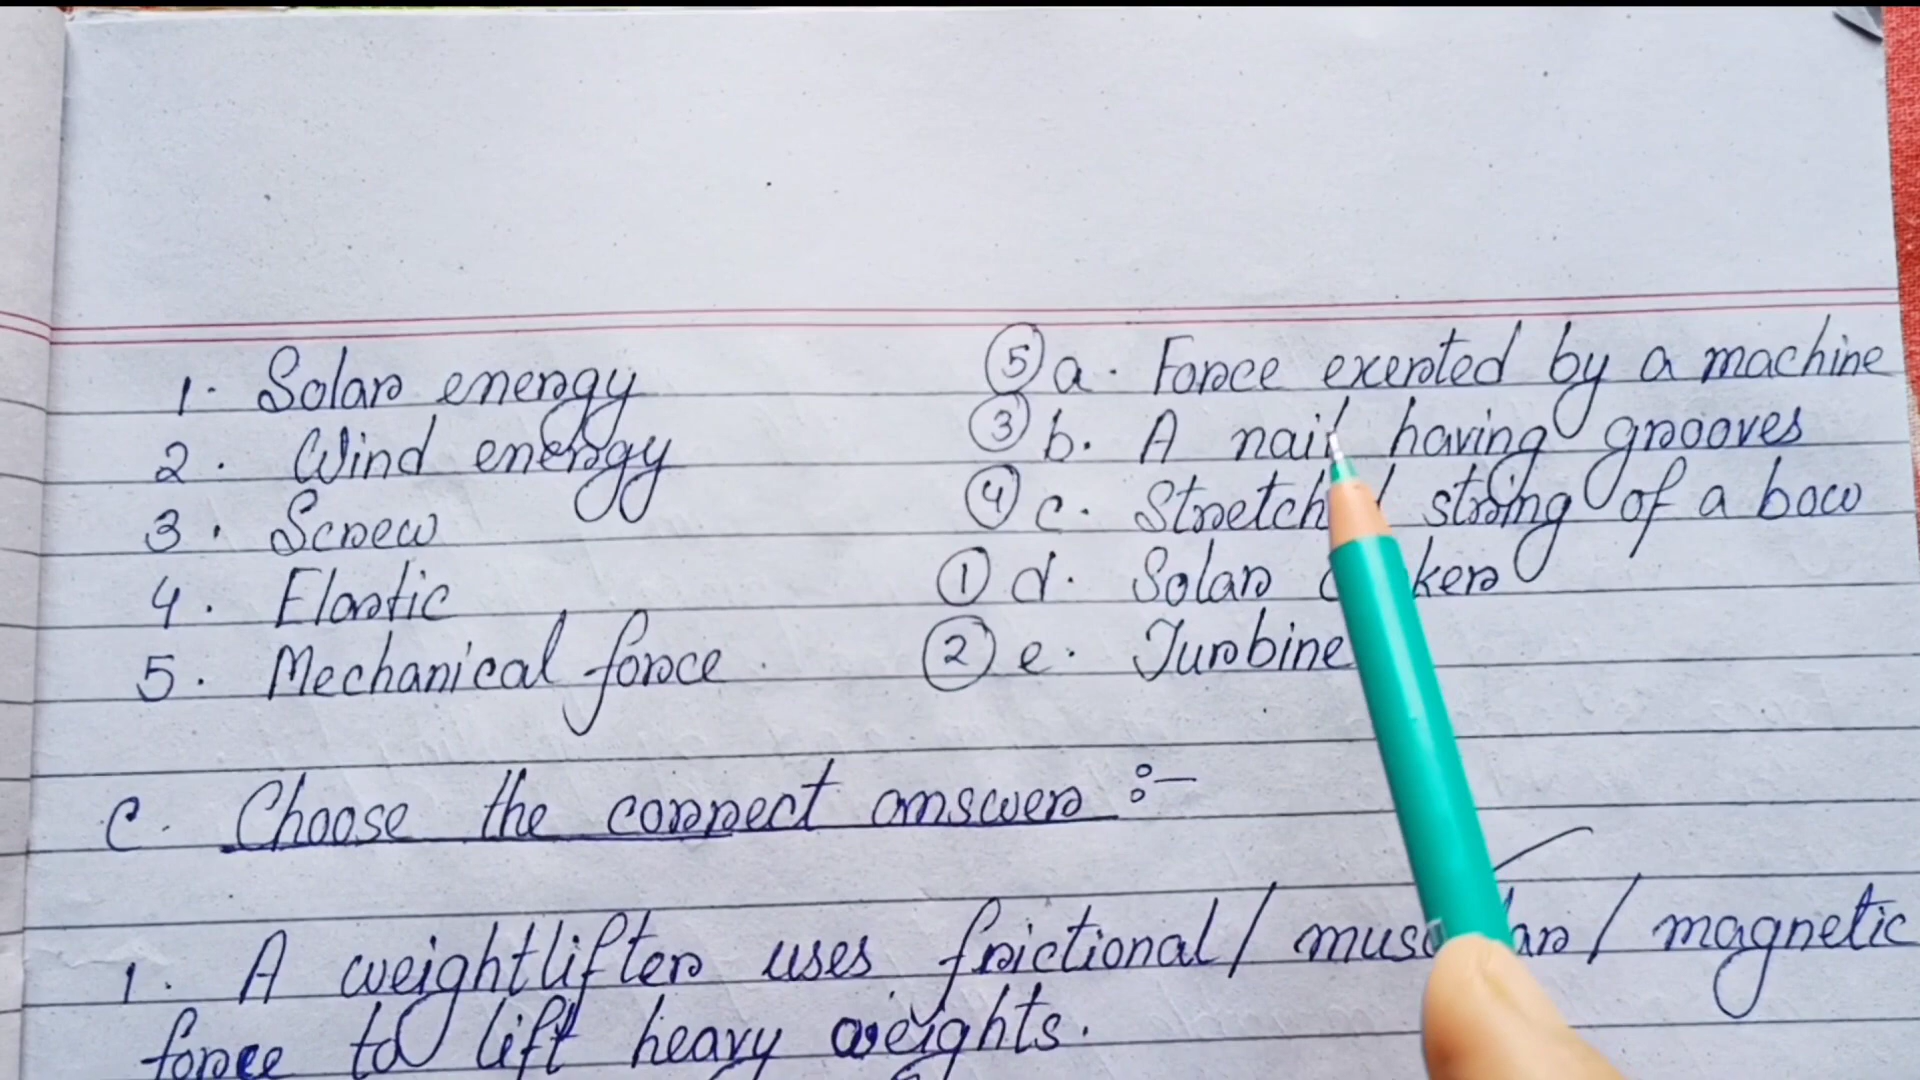 1. Solar energy ⑤ a. Force exerted by a machine
2. Wind energy ③ b. A nail having grooves
3. Screw ④ c. string of a bow
4. Elastic ① d. Solar
5. Mechanical force ② e. Turbine
C. Choose the correct answer :-
1. A weightlifter uses frictional / / magnetic
force to lift heavy weights.